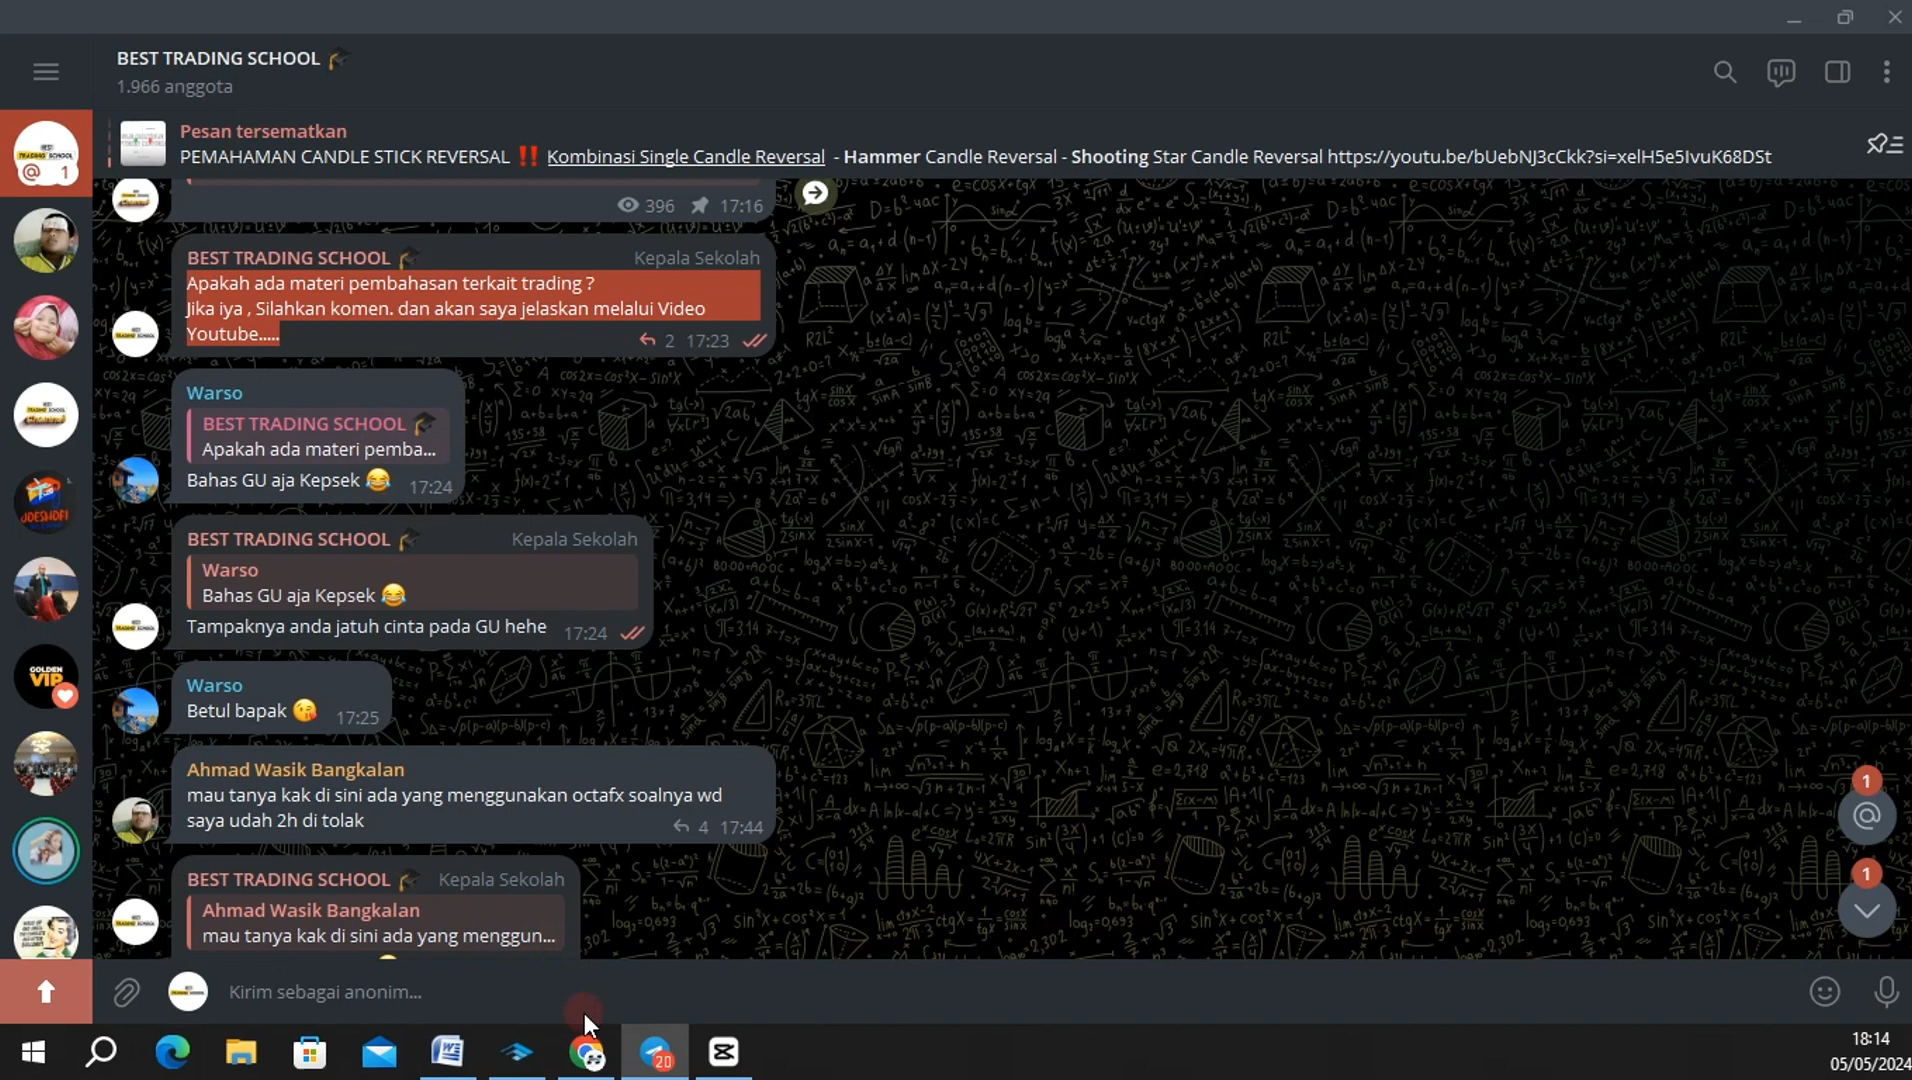 BEST TRADING SCHOOL 🎓
1.966 anggota
Pesan tersematkan
PEMAHAMAN CANDLE STICK REVERSAL ‼️ Kombinasi Single Candle Reversal - Hammer Candle Reversal - Shooting Star Candle Reversal https://youtu.be/bUebNJ3cCkk?si=xelH5e5IvuK68DSt
396 17:16
BEST TRADING SCHOOL 🎓 Kepala Sekolah
Apakah ada materi pembahasan terkait trading ?
Jika iya , Silahkan komen. dan akan saya jelaskan melalui Video
Youtube.....
2 17:23
Warso
BEST TRADING SCHOOL 🎓
Apakah ada materi pemba...
Bahas GU aja Kepsek 😂 17:24
BEST TRADING SCHOOL 🎓 Kepala Sekolah
Warso
Bahas GU aja Kepsek 😂
Tampaknya anda jatuh cinta pada GU hehe 17:24
Warso
Betul bapak 😘 17:25
Ahmad Wasik Bangkalan
mau tanya kak di sini ada yang menggunakan octafx soalnya wd
saya udah 2h di tolak
4 17:44
BEST TRADING SCHOOL 🎓 Kepala Sekolah
Ahmad Wasik Bangkalan
mau tanya kak di sini ada yang menggun...
@ 1
GOLDEN
VIP
1
@
1
Kirim sebagai anonim...
20
18:14
05/05/2024